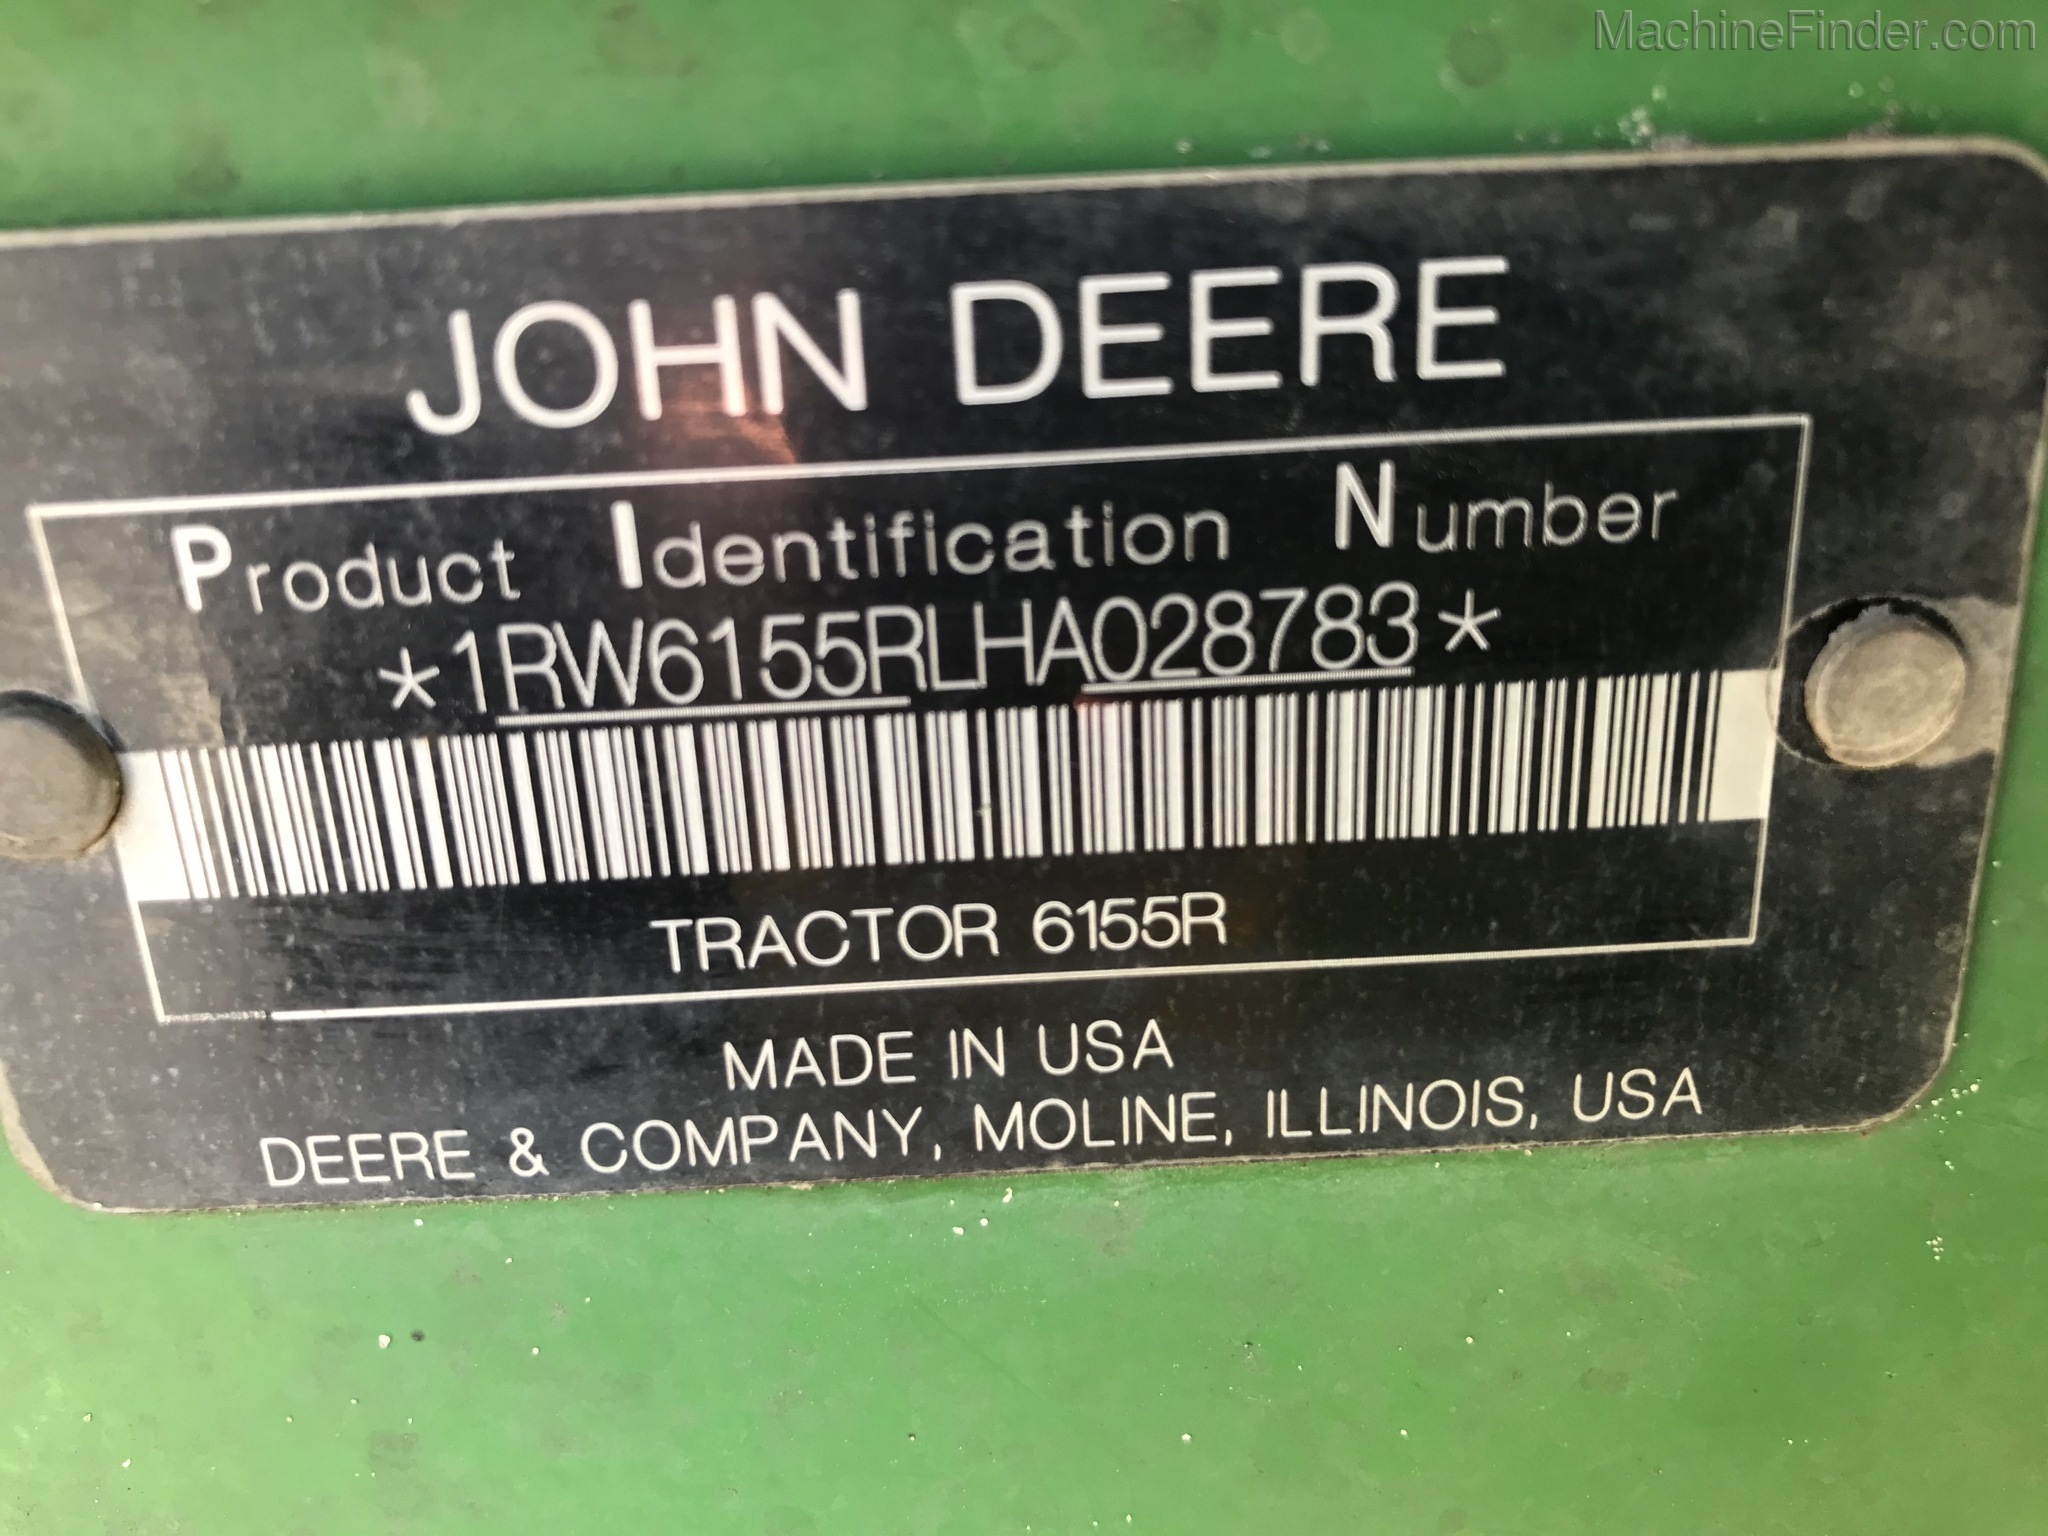 MachineFinder.com
JOHN DEERE
Product Identification Number
*1RW6155RLHA028783*
TRACTOR 6155R
MADE IN USA
DEERE & COMPANY, MOLINE, ILLINOIS, USA